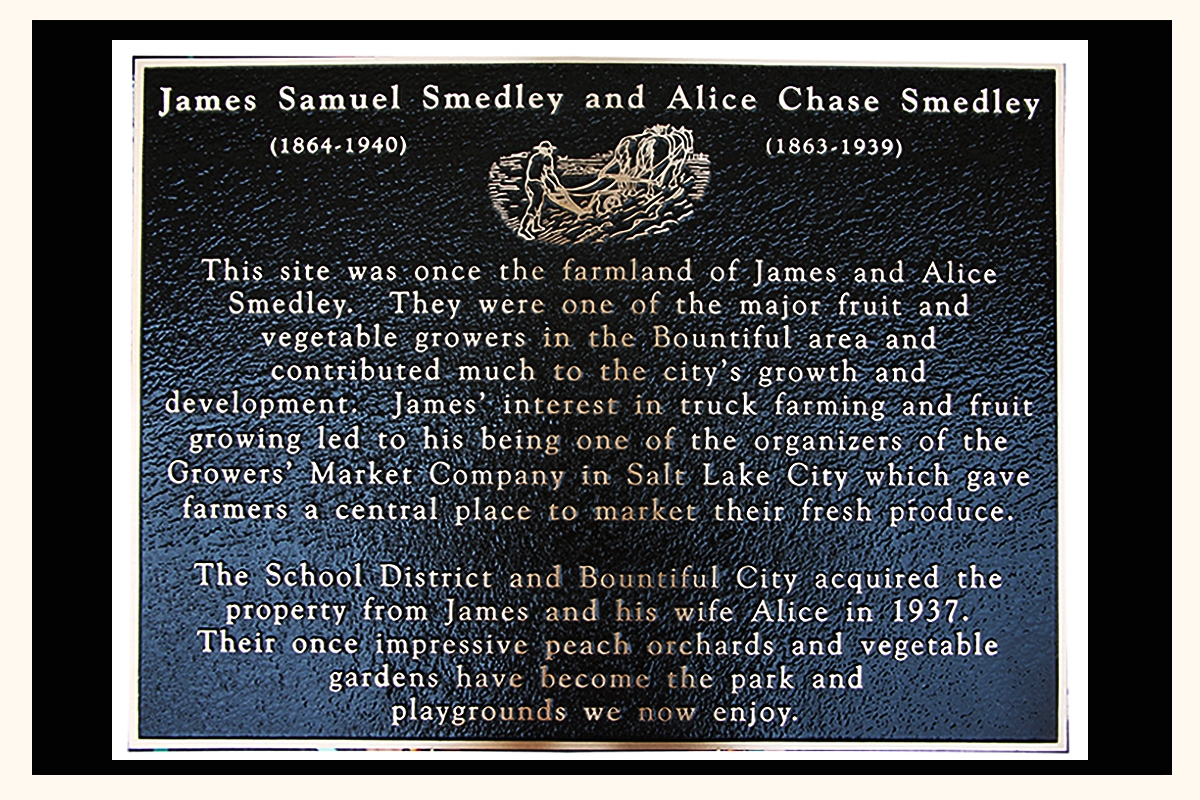 James Samuel Smedley and Alice Chase Smedley
(1864-1940) (1863-1939)
This site was once the farmland of James and Alice
Smedley. They were one of the major fruit and
vegetable growers in the Bountiful area and
contributed much to the city's growth and
development. James' interest in truck farming and fruit
growing led to his being one of the organizers of the
Growers' Market Company in Salt Lake City which gave
farmers a central place to market their fresh produce.
The School District and Bountiful City acquired the
property from James and his wife Alice in 1937.
Their once impressive peach orchards and vegetable
gardens have become the park and
playgrounds we now enjoy.